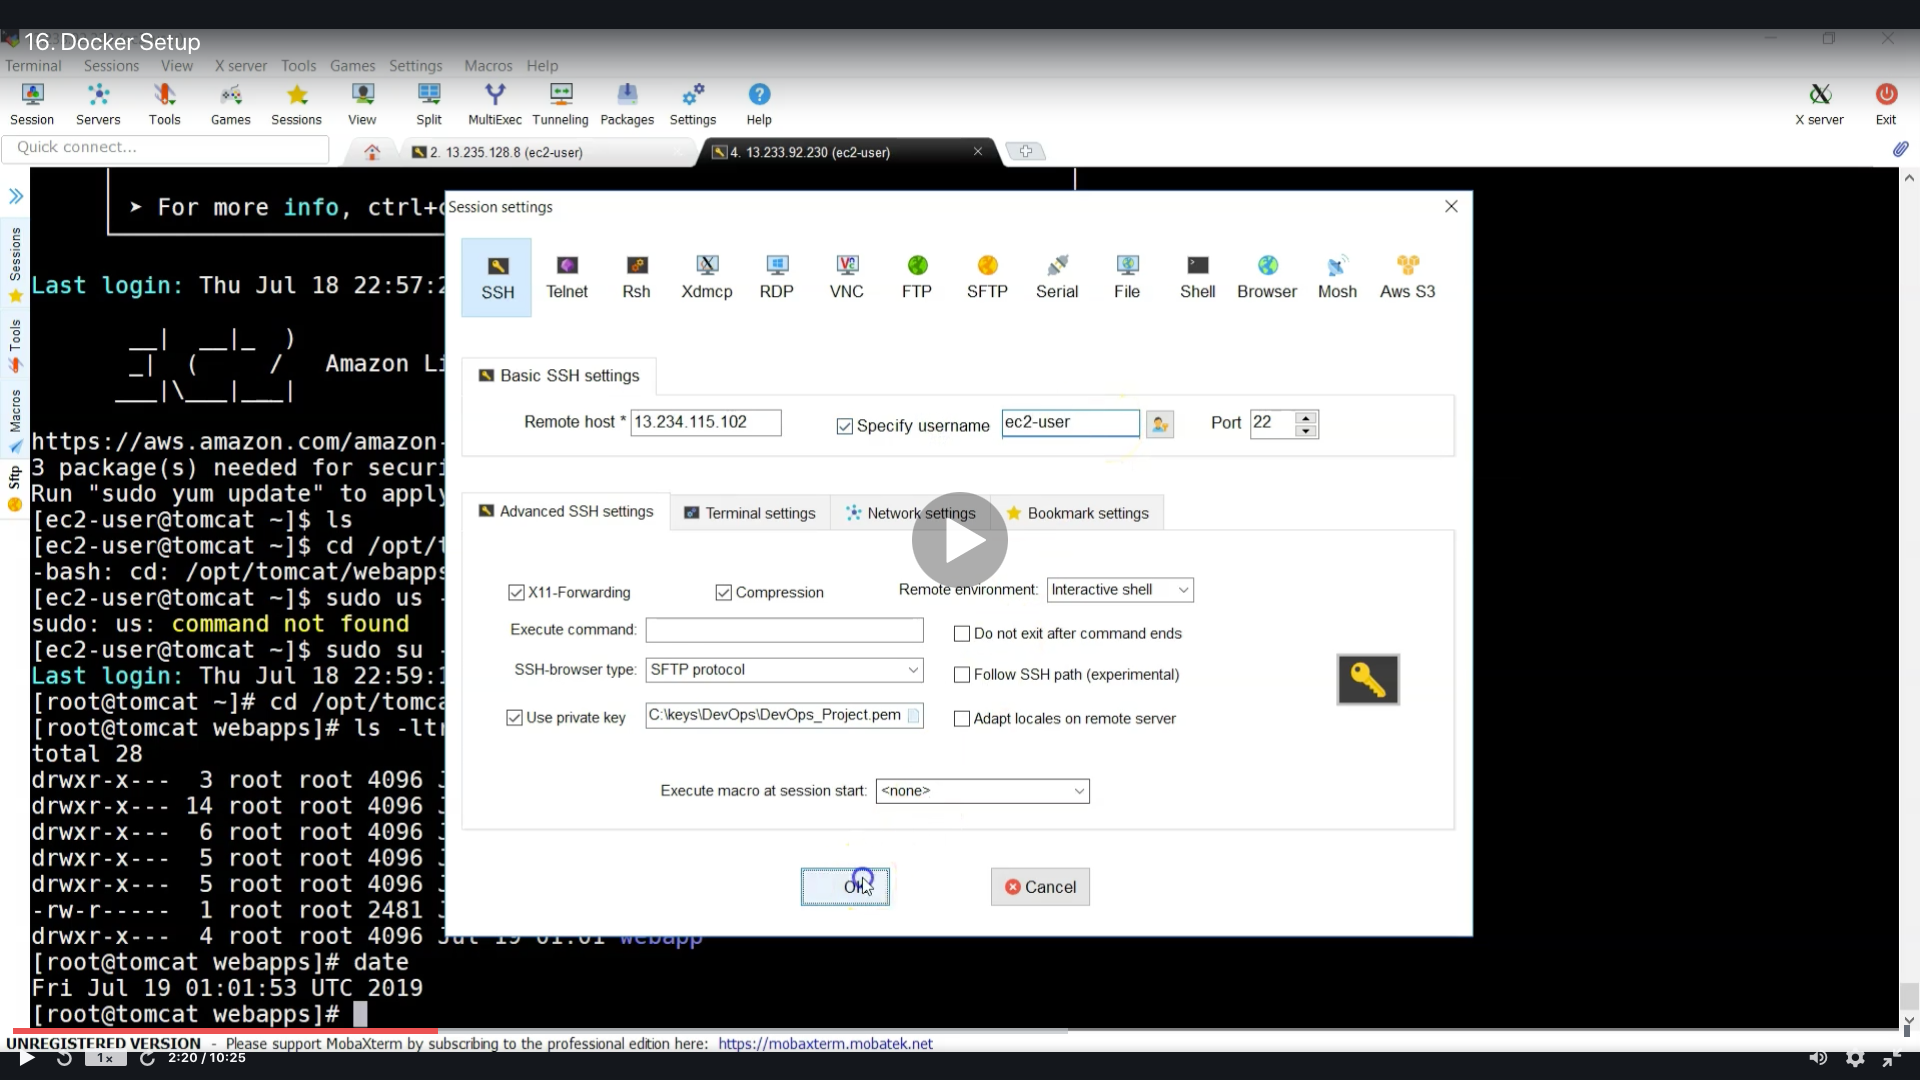 16. Docker Setup
Terminal Sessions View X server Tools Games Settings Macros Help
Session Servers Tools Games Sessions View Split MultiExec Tunneling Packages Settings Help X server Exit
Quick connect...
2. 13.235.128.8 (ec2-user)
4. 13.233.92.230 (ec2-user)
Sessions
Tools
Macros
Sftp
➤ For more info, ctrl+c
Last login: Thu Jul 18 22:57:2
__| __|_ )
_| ( / Amazon Li
___|\___|___|
https://aws.amazon.com/amazon-
3 package(s) needed for securi
Run "sudo yum update" to apply
[ec2-user@tomcat ~]$ ls
[ec2-user@tomcat ~]$ cd /opt/t
-bash: cd: /opt/tomcat/webapps
[ec2-user@tomcat ~]$ sudo us -
sudo: us: command not found
[ec2-user@tomcat ~]$ sudo su -
Last login: Thu Jul 18 22:59:1
[root@tomcat ~]# cd /opt/tomca
[root@tomcat webapps]# ls -ltr
total 28
drwxr-x--- 3 root root 4096 J
drwxr-x--- 14 root root 4096 J
drwxr-x--- 6 root root 4096 J
drwxr-x--- 5 root root 4096 J
drwxr-x--- 5 root root 4096 J
-rw-r----- 1 root root 2481 J
drwxr-x--- 4 root root 4096 Jul 19 01:01 webapp
[root@tomcat webapps]# date
Fri Jul 19 01:01:53 UTC 2019
[root@tomcat webapps]#
Session settings
SSH Telnet Rsh Xdmcp RDP VNC FTP SFTP Serial File Shell Browser Mosh Aws S3
Basic SSH settings
Remote host * 13.234.115.102 Specify username ec2-user Port 22
Advanced SSH settings Terminal settings Network settings Bookmark settings
X11-Forwarding Compression Remote environment: Interactive shell
Execute command: Do not exit after command ends
SSH-browser type: SFTP protocol Follow SSH path (experimental)
Use private key C:\keys\DevOps\DevOps_Project.pem Adapt locales on remote server
Execute macro at session start: <none>
OK Cancel
UNREGISTERED VERSION - Please support MobaXterm by subscribing to the professional edition here: https://mobaxterm.mobatek.net
1x 2:20 / 10:25